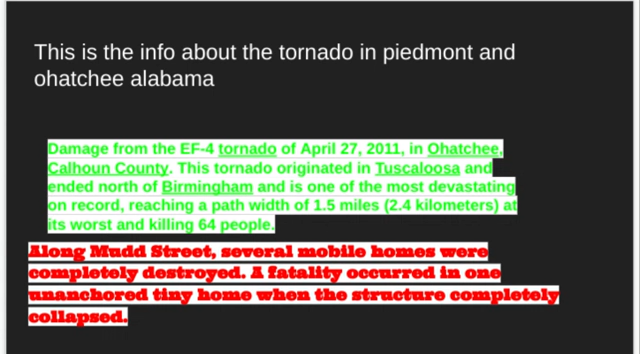 This is the info about the tornado in piedmont and
ohatchee alabama
Damage from the EF-4 tornado of April 27, 2011, in Ohatchee,
Calhoun County. This tornado originated in Tuscaloosa and
ended north of Birmingham and is one of the most devastating
on record, reaching a path width of 1.5 miles (2.4 kilometers) at
its worst and killing 64 people.
Along Mudd Street, several mobile homes were
completely destroyed. A fatality occurred in one
unanchored tiny home when the structure completely
collapsed.